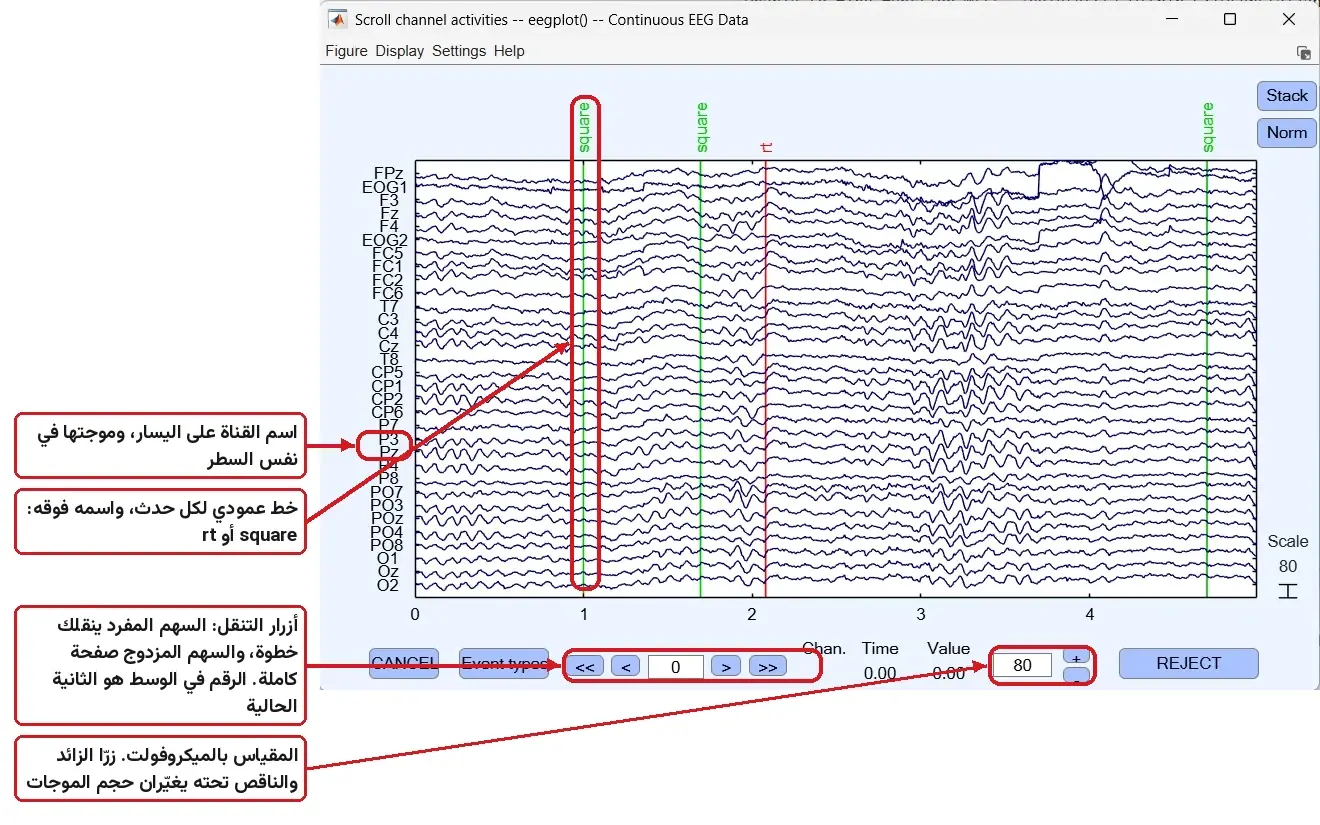 Scroll channel activities -- eegplot() -- Continuous EEG Data
Figure Display Settings Help
Stack
Norm
square
square
rt
square
FPz
EOG1
F3
Fz
F4
EOG2
FC5
FC1
FC2
FC6
T7
C3
C4
Cz
T8
CP5
CP1
CP2
CP6
P7
P3
Pz
P4
P8
PO7
PO3
POz
PO4
PO8
O1
Oz
O2
0 1 2 3 4
Scale
80
اسم القناة على اليسار، وموجتها في
نفس السطر
خط عمودي لكل حدث، واسمه فوقه:
square أو rt
أزرار التنقل: السهم المفرد ينقلك
خطوة، والسهم المزدوج صفحة
كاملة. الرقم في الوسط هو الثانية
الحالية
المقياس بالميكروفولت. زرّا الزائد
والناقص تحته يغيّران حجم الموجات
CANCEL
Event types
<< < 0 > >>
Chan. Time Value
0.00 0.00
80
+
-
REJECT